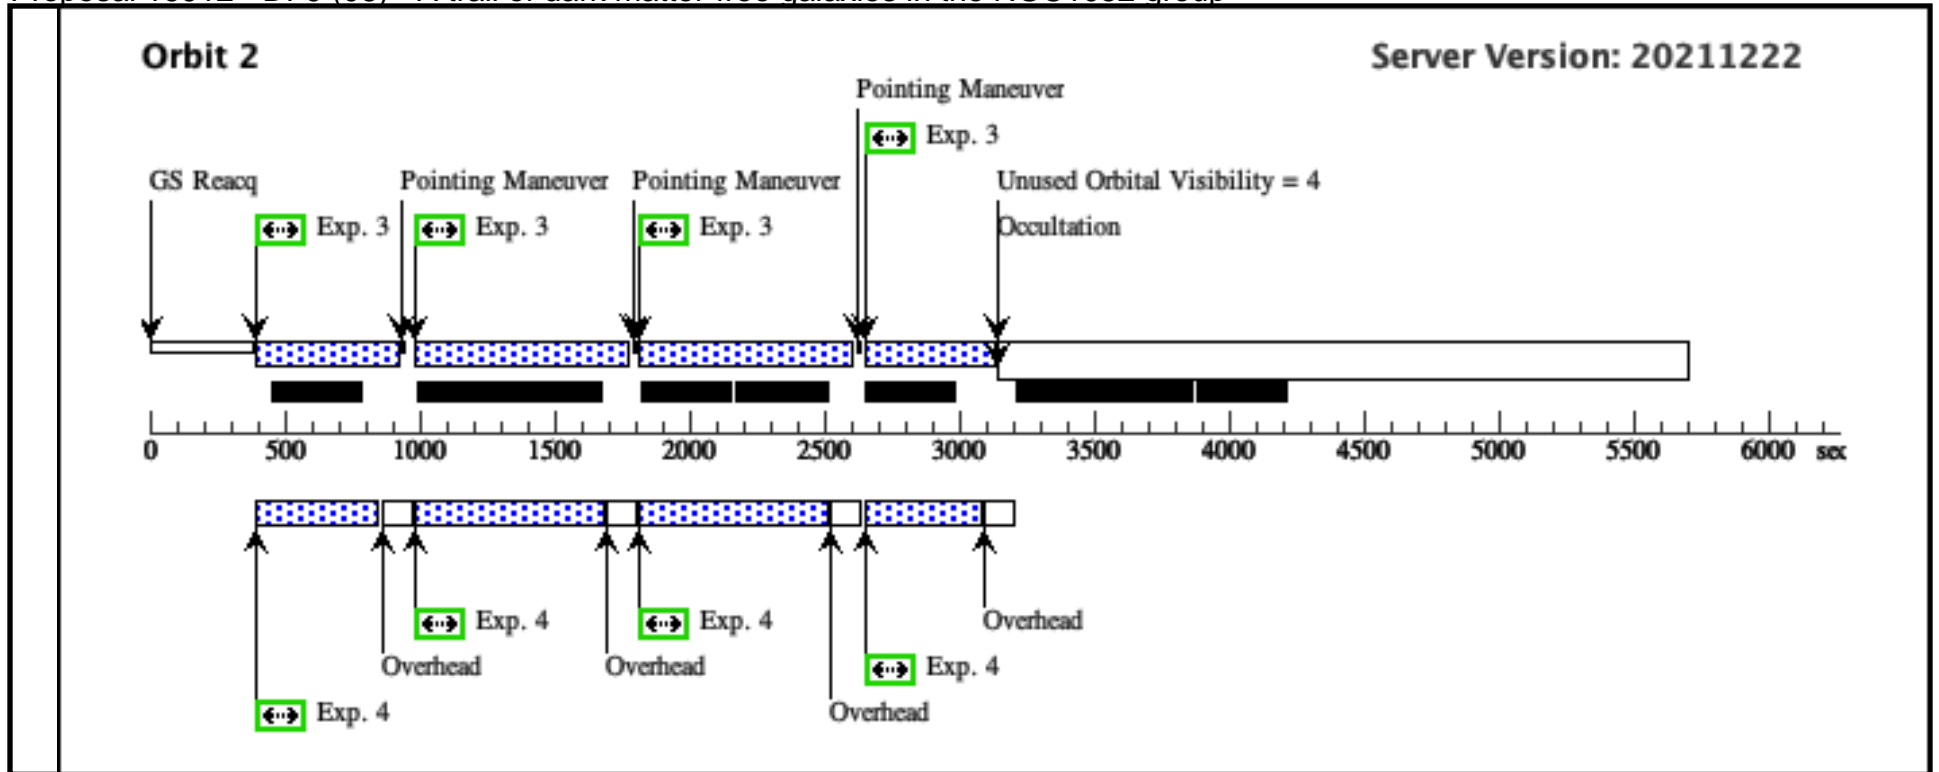 Orbit 2
Server Version: 20211222
Pointing Maneuver
Exp. 3
GS Reacq
Pointing Maneuver
Pointing Maneuver
Unused Orbital Visibility = 4
Exp. 3
Exp. 3
Exp. 3
Occultation
0 500 1000 1500 2000 2500 3000 3500 4000 4500 5000 5500 6000 sec
Exp. 4
Exp. 4
Overhead
Overhead
Overhead
Exp. 4
Exp. 4
Overhead